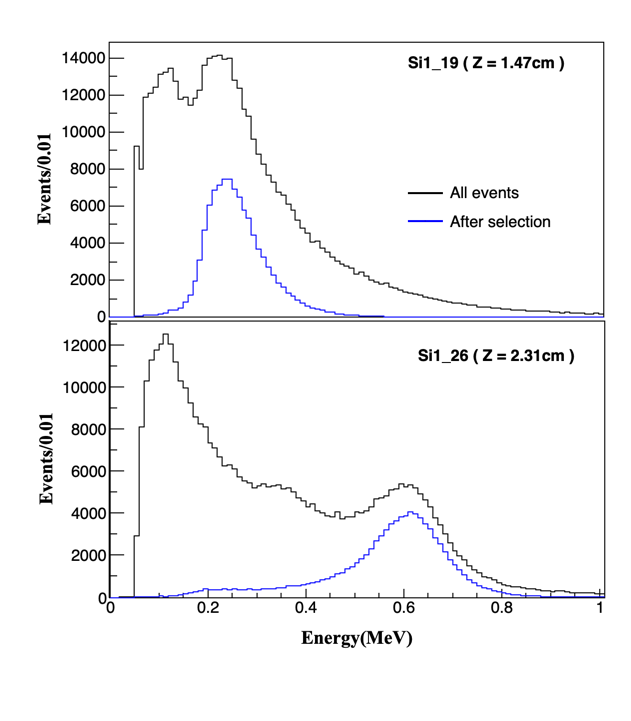 Si1_19 ( Z = 1.47cm )
14000
12000
10000
8000
6000
4000
2000
0
Events/0.01
All events
After selection
Si1_26 ( Z = 2.31cm )
12000
10000
8000
6000
4000
2000
0
Events/0.01
0 0.2 0.4 0.6 0.8 1
Energy(MeV)